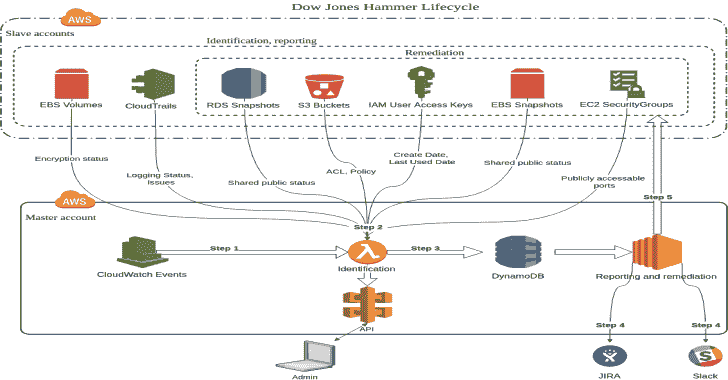 Dow Jones Hammer Lifecycle
AWS
Slave accounts
Identification, reporting
Remediation
EBS Volumes
CloudTrails
RDS Snapshots
S3 Buckets
IAM User Access Keys
EBS Snapshots
EC2 SecurityGroups
Encryption status
Logging Status,
Issues
Shared public status
ACL, Policy
Create Date,
Last Used Date
Shared public status
Publicly accessable
ports
Step 5
AWS
Master account
Step 2
Step 1
Step 3
CloudWatch Events
Identification
DynamoDB
Reporting and remediation
API
Step 4
Step 4
Admin
JIRA
Slack